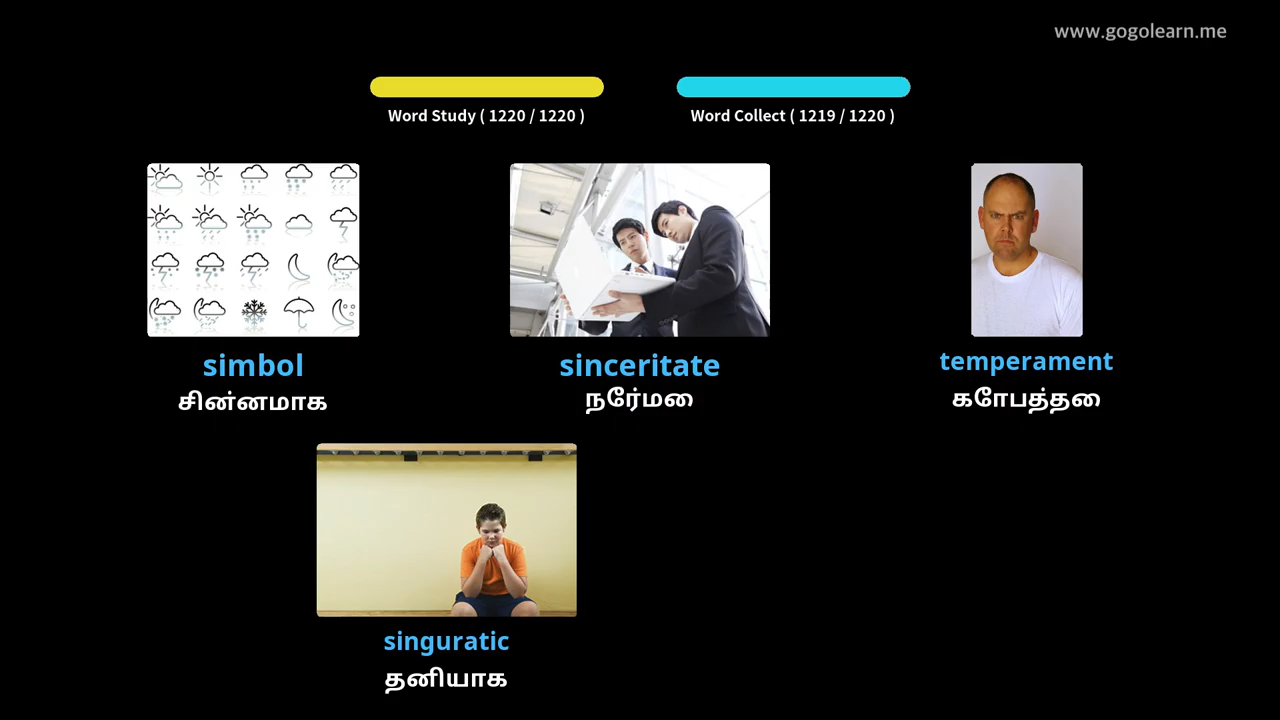 www.gogolearn.me
Word Study ( 1220 / 1220 )
Word Collect ( 1219 / 1220 )
simbol
sinceritate
temperament
சின்னமாக
நேர்மை
கோபத்தை
singuratic
தனியாக